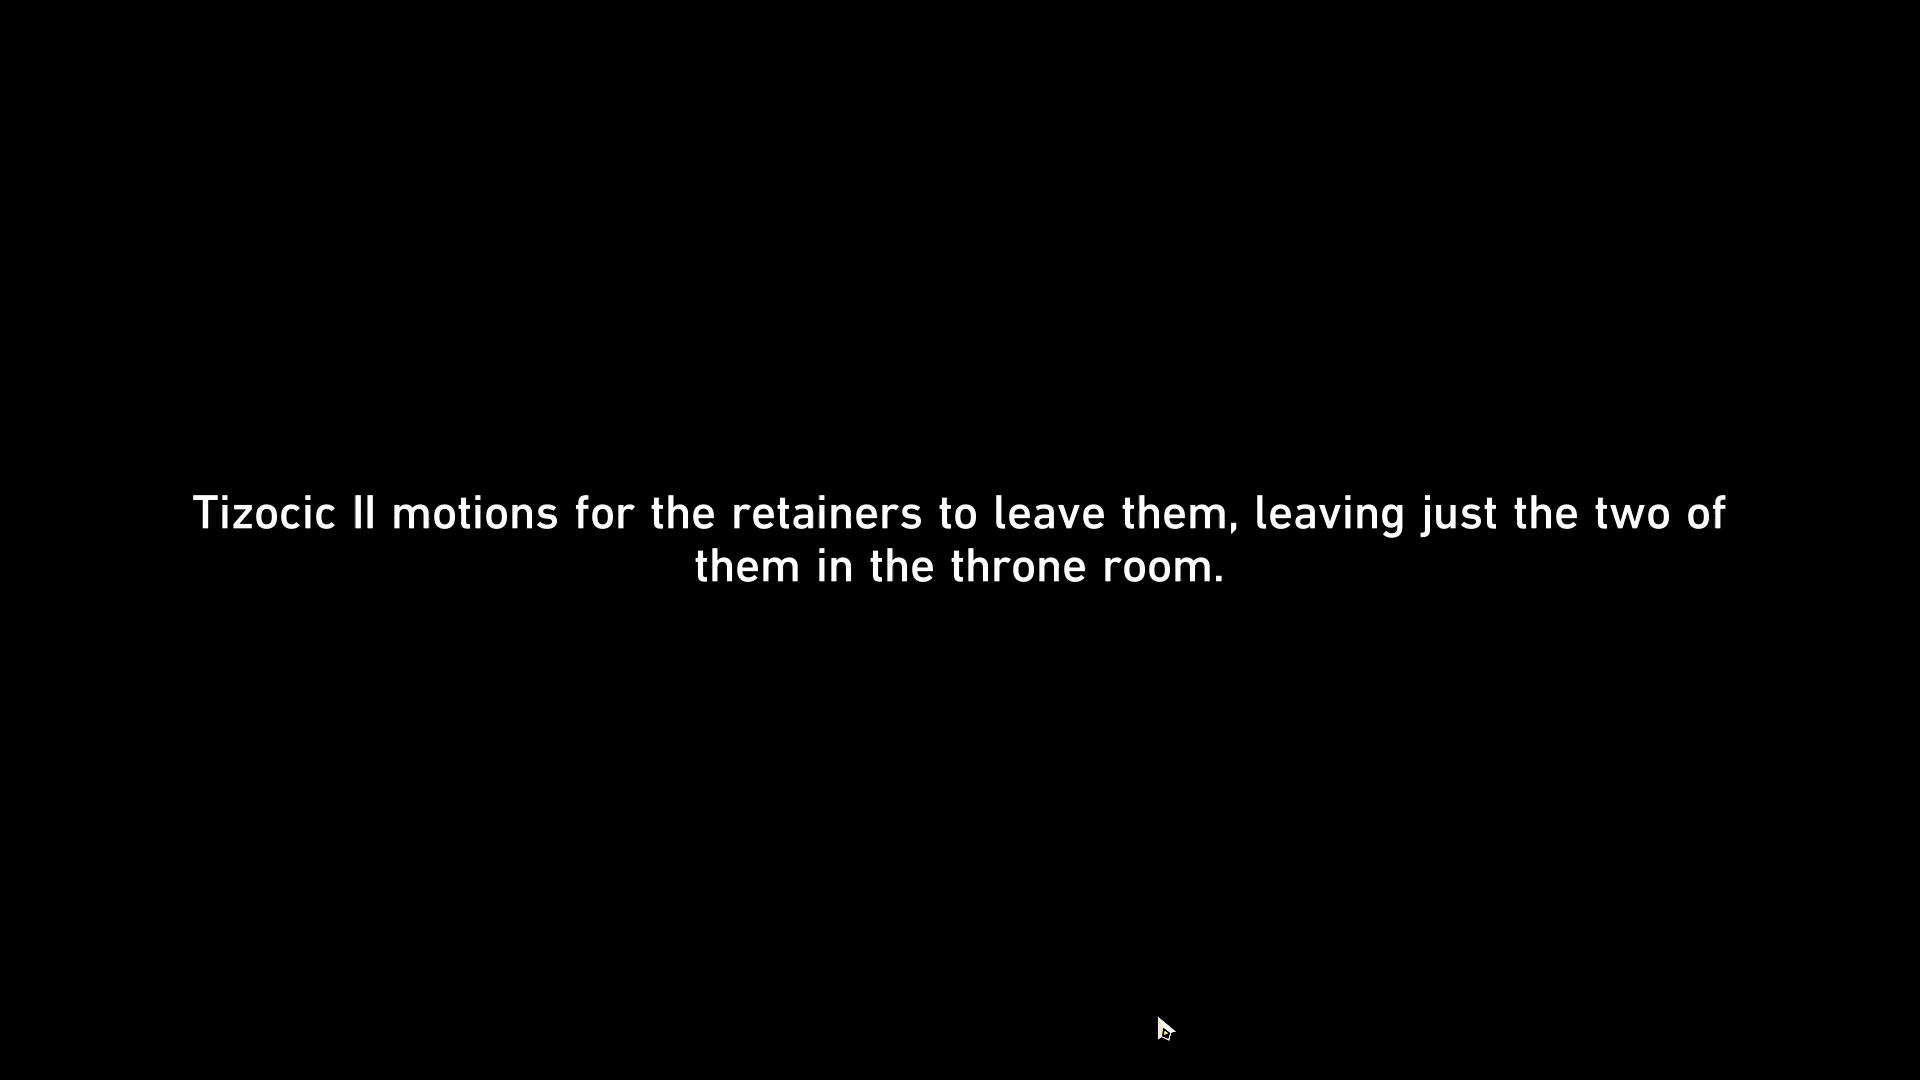 Tizocic II motions for the retainers to leave them, leaving just the two of
them in the throne room.